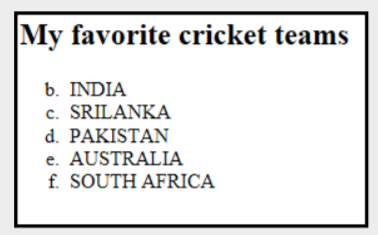 My favorite cricket teams
b. INDIA
c. SRILANKA
d. PAKISTAN
e. AUSTRALIA
f. SOUTH AFRICA